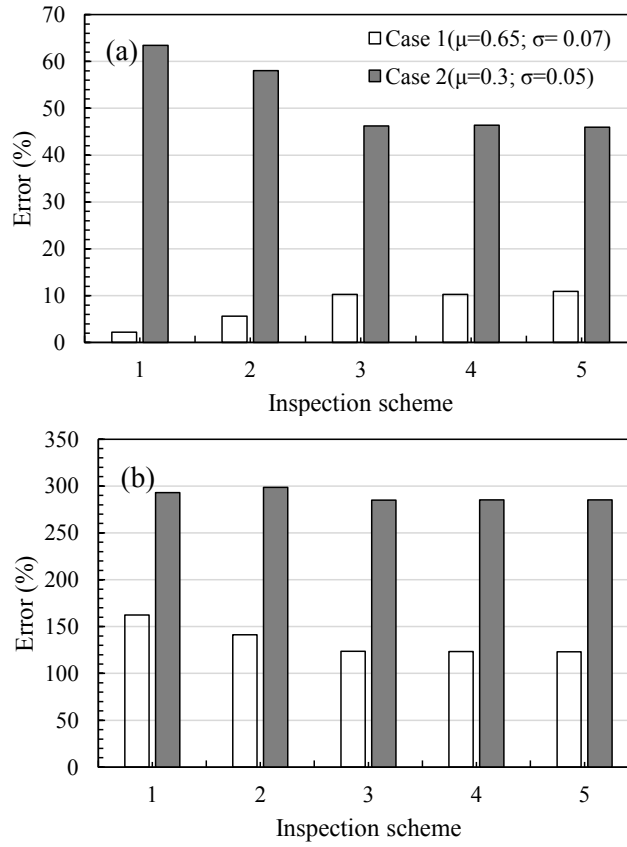 70
60
50
40
30
20
10
0
Error (%)
(a)
Case 1(μ=0.65; σ= 0.07)
Case 2(μ=0.3; σ=0.05)
1 2 3 4 5
Inspection scheme
350
300
250
200
150
100
50
0
Error (%)
(b)
1 2 3 4 5
Inspection scheme